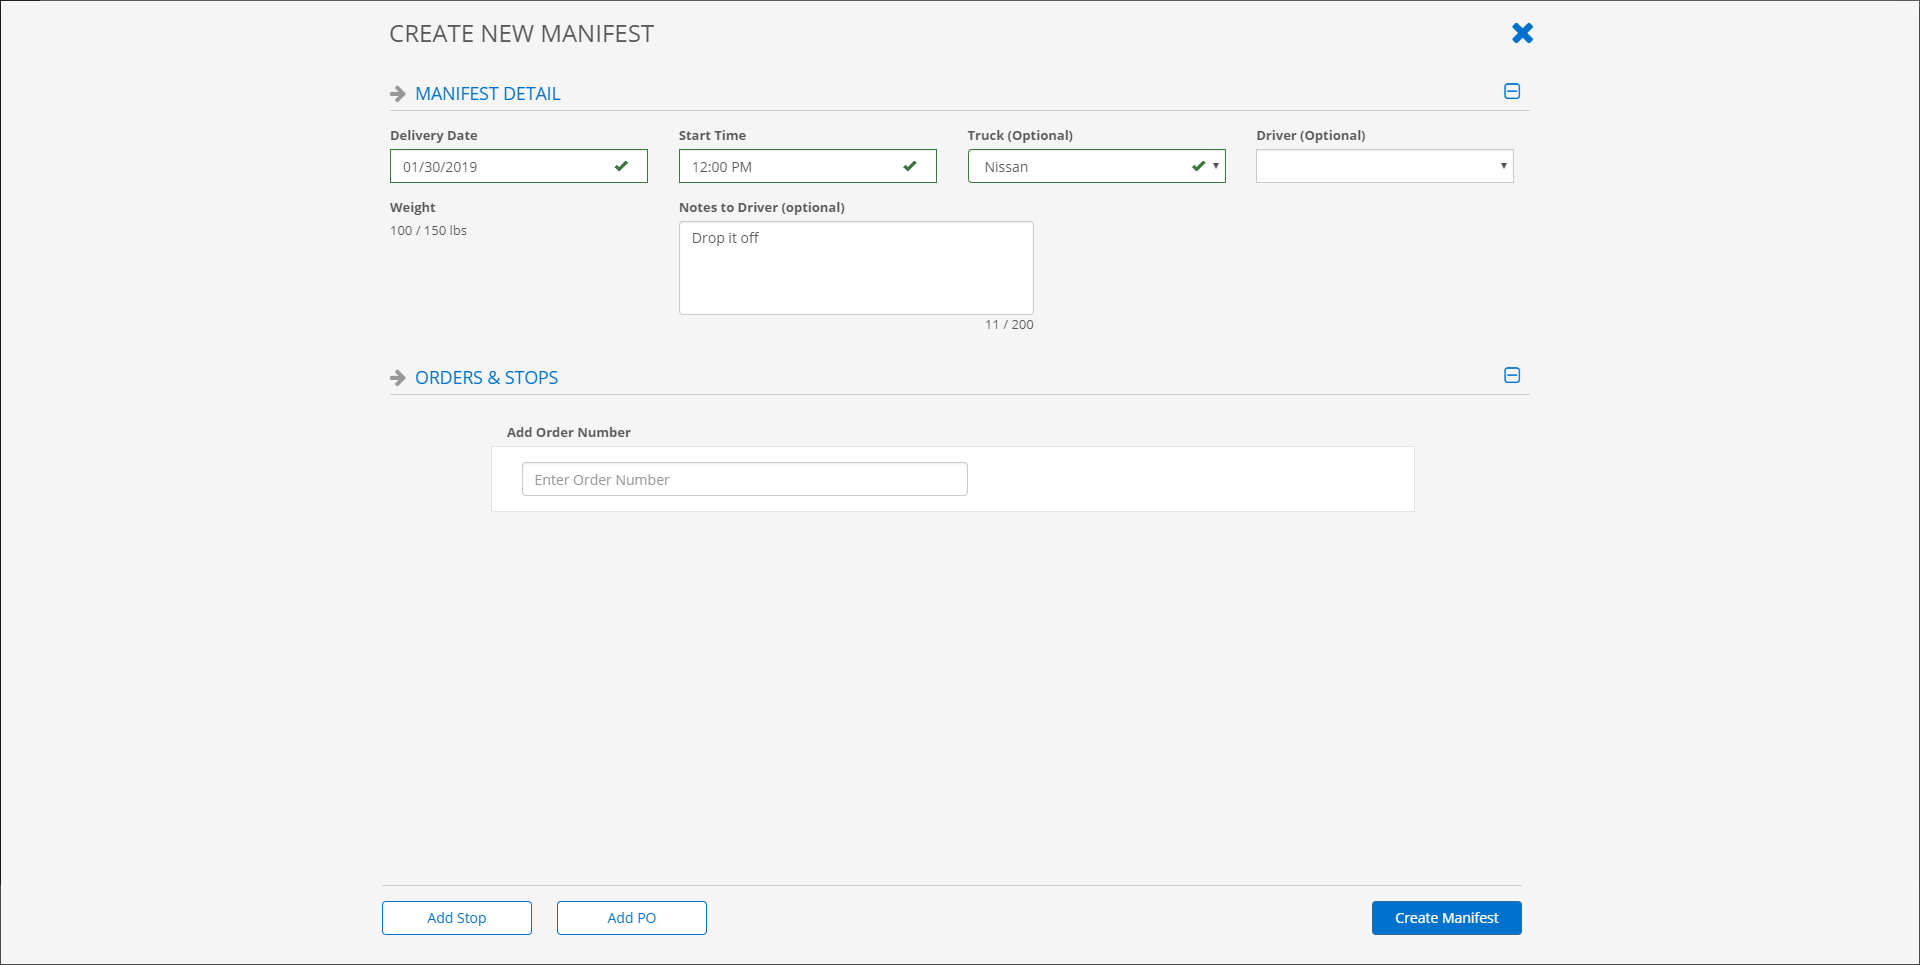 CREATE NEW MANIFEST
MANIFEST DETAIL
Delivery Date
Start Time
Truck (Optional)
Driver (Optional)
01/30/2019
12:00 PM
Nissan
Weight
Notes to Driver (optional)
100 / 150 lbs
Drop it off
11 / 200
ORDERS & STOPS
Add Order Number
Enter Order Number
Add Stop
Add PO
Create Manifest